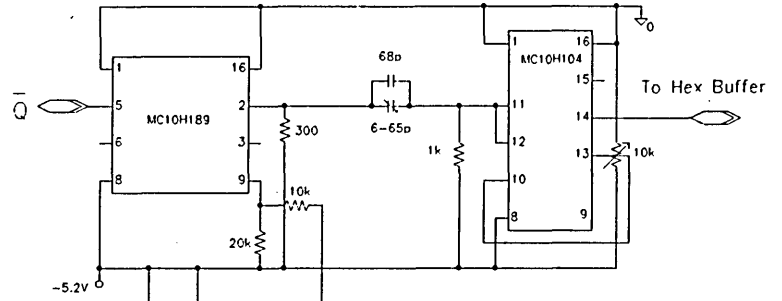 0
1
16
1
16
68p
MC10H104
15
To Hex Buffer
Q
5
MC10H189
2
6-65p
11
14
300
6
3
1k
12
13
10k
8
9
10k
10
20k
8
9
-5.2V